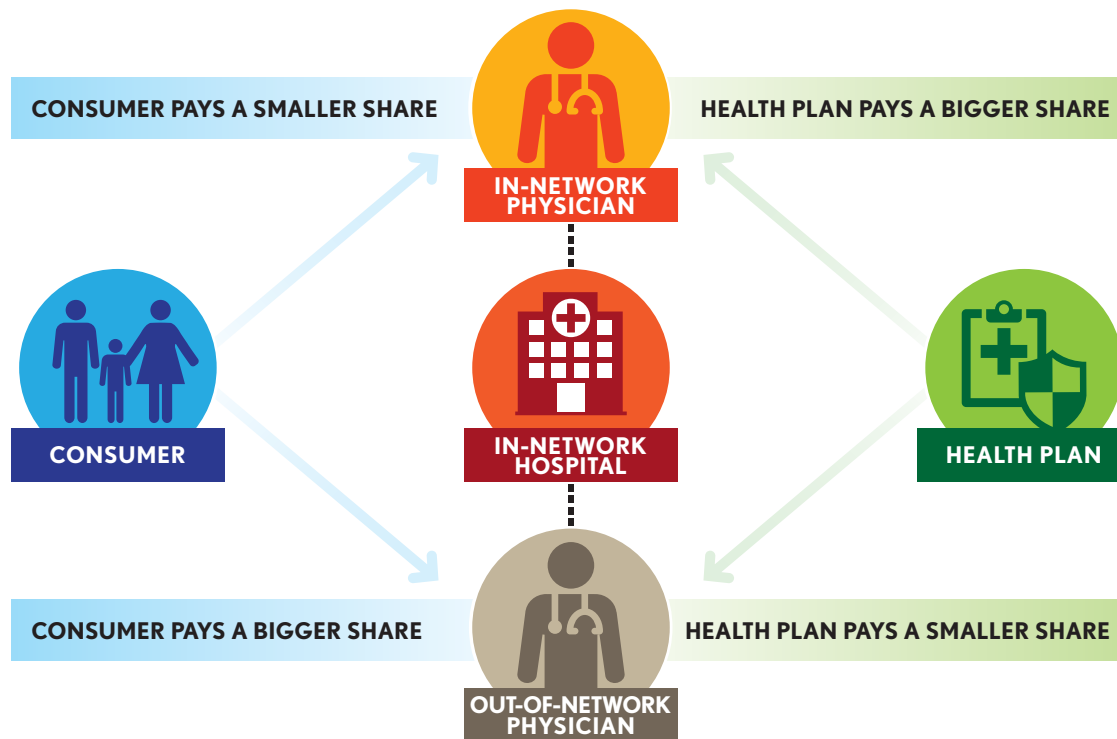 CONSUMER PAYS A SMALLER SHARE
HEALTH PLAN PAYS A BIGGER SHARE
IN-NETWORK
PHYSICIAN
CONSUMER
IN-NETWORK
HOSPITAL
HEALTH PLAN
CONSUMER PAYS A BIGGER SHARE
HEALTH PLAN PAYS A SMALLER SHARE
OUT-OF-NETWORK
PHYSICIAN